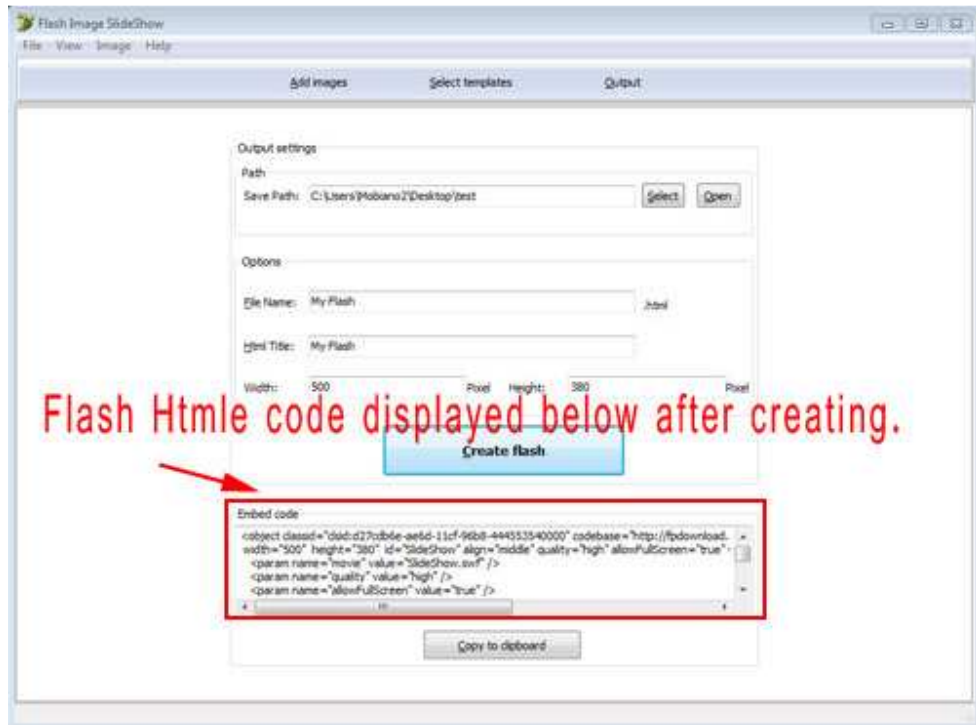 Flash Image SlideShow
File View Image Help
Add images Select templates Output
Output settings
Path
Save Path: C:\Users\Mobiano2\Desktop\test Select Open
Options
File Name: My Flash .html
Html Title: My Flash
Width: 500 Pixel Height: 380 Pixel
Flash Htmle code displayed below after creating.
Create flash
Embed code
<object classid="clsid:d27cdb6e-ae6d-11cf-96b8-444553540000" codebase="http://fpdownload.
width="500" height="380" id="SlideShow" align="middle" quality="high" allowFullScreen="true"
<param name="movie" value="SlideShow.swf" />
<param name="quality" value="high" />
<param name="allowFullScreen" value="true" />
Copy to clipboard